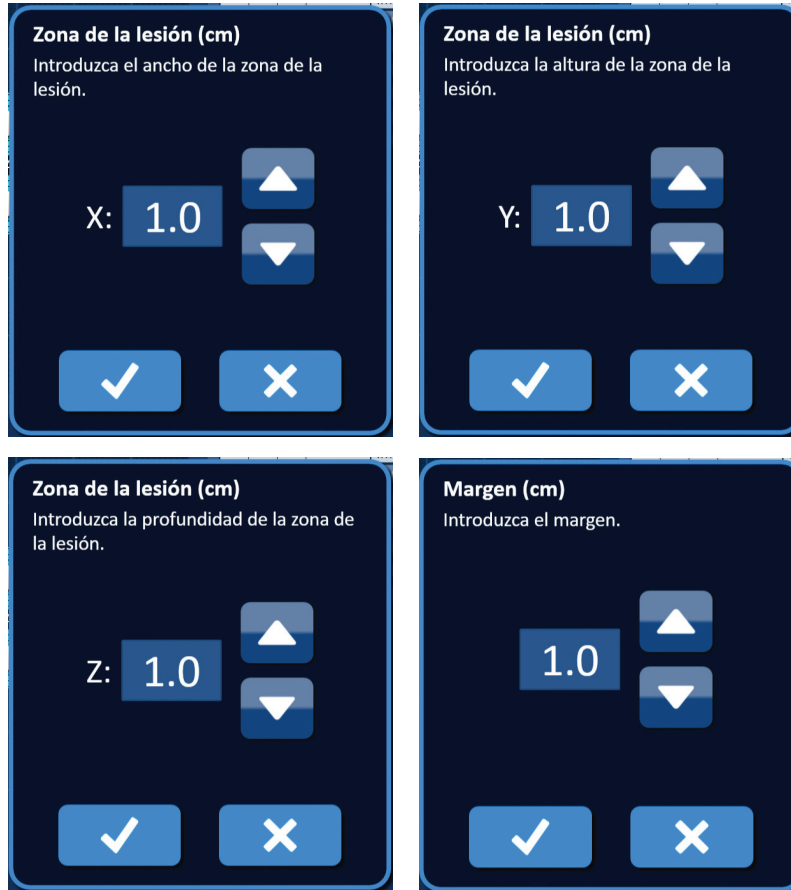 Zona de la lesión (cm)
Introduzca el ancho de la zona de la
lesión.
X: 1.0
Zona de la lesión (cm)
Introduzca la altura de la zona de la
lesión.
Y: 1.0
Zona de la lesión (cm)
Introduzca la profundidad de la zona de
la lesión.
Z: 1.0
Margen (cm)
Introduzca el margen.
1.0